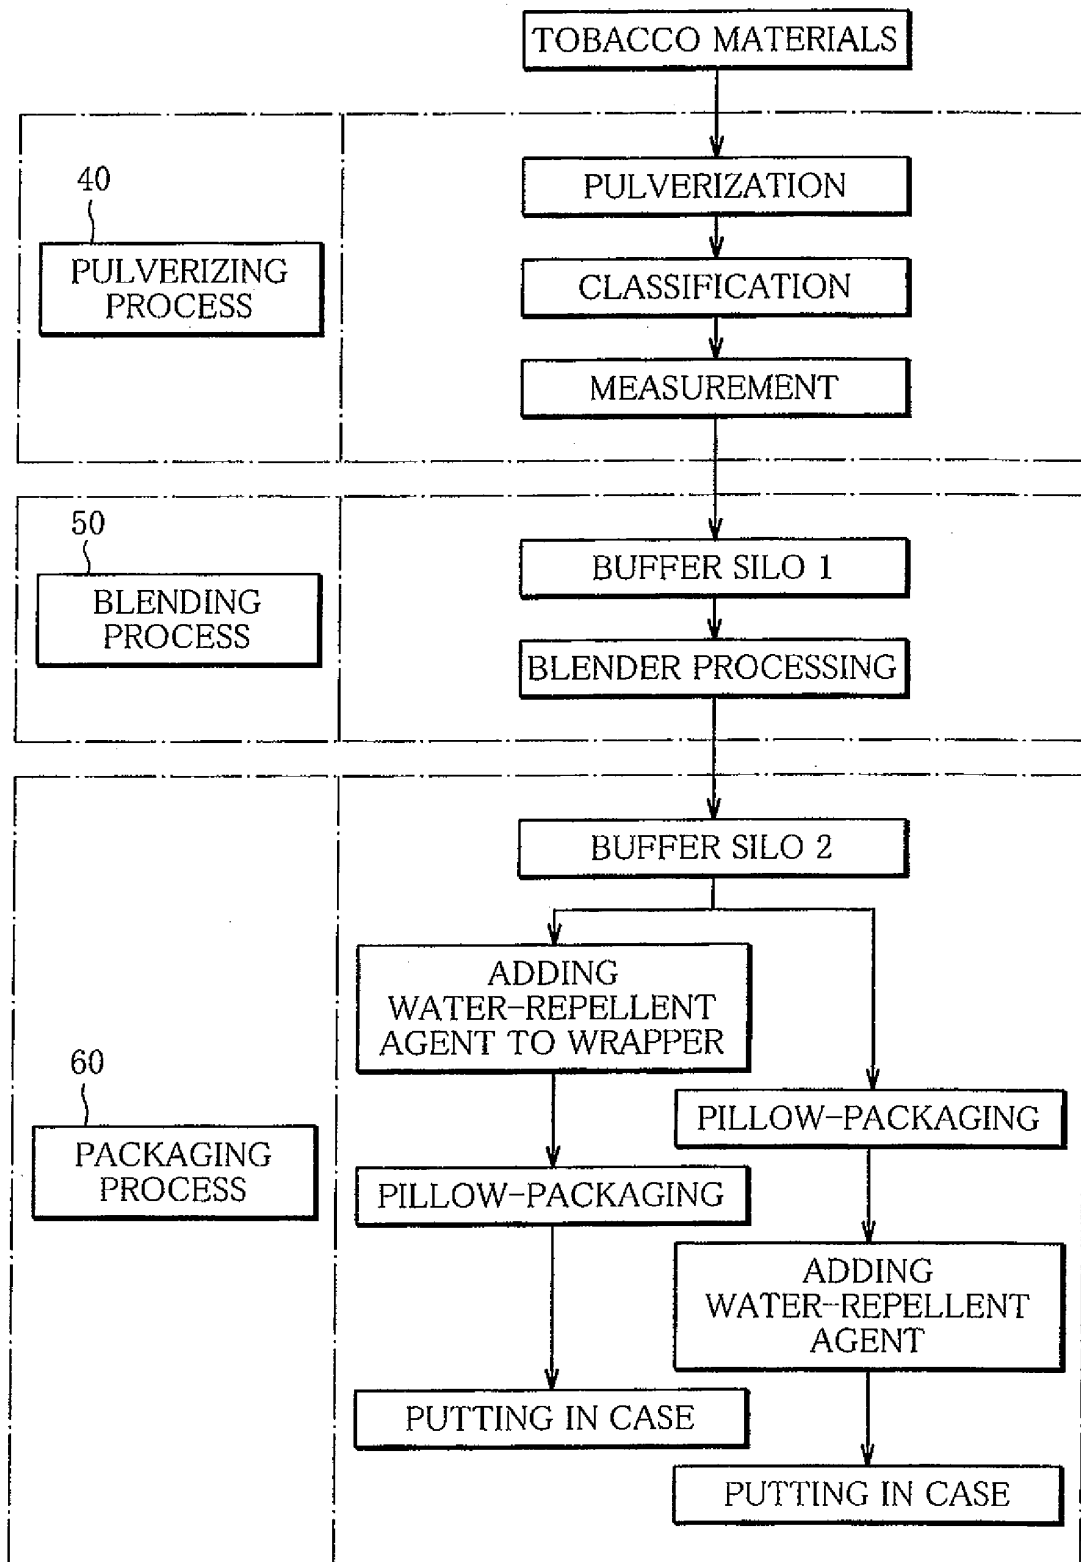 TOBACCO MATERIALS
40
PULVERIZING
PROCESS
PULVERIZATION
CLASSIFICATION
MEASUREMENT
50
BLENDING
PROCESS
BUFFER SILO 1
BLENDER PROCESSING
60
PACKAGING
PROCESS
BUFFER SILO 2
ADDING
WATER-REPELLENT
AGENT TO WRAPPER
PILLOW-PACKAGING
PUTTING IN CASE
PILLOW-PACKAGING
ADDING
WATER-REPELLENT
AGENT
PUTTING IN CASE